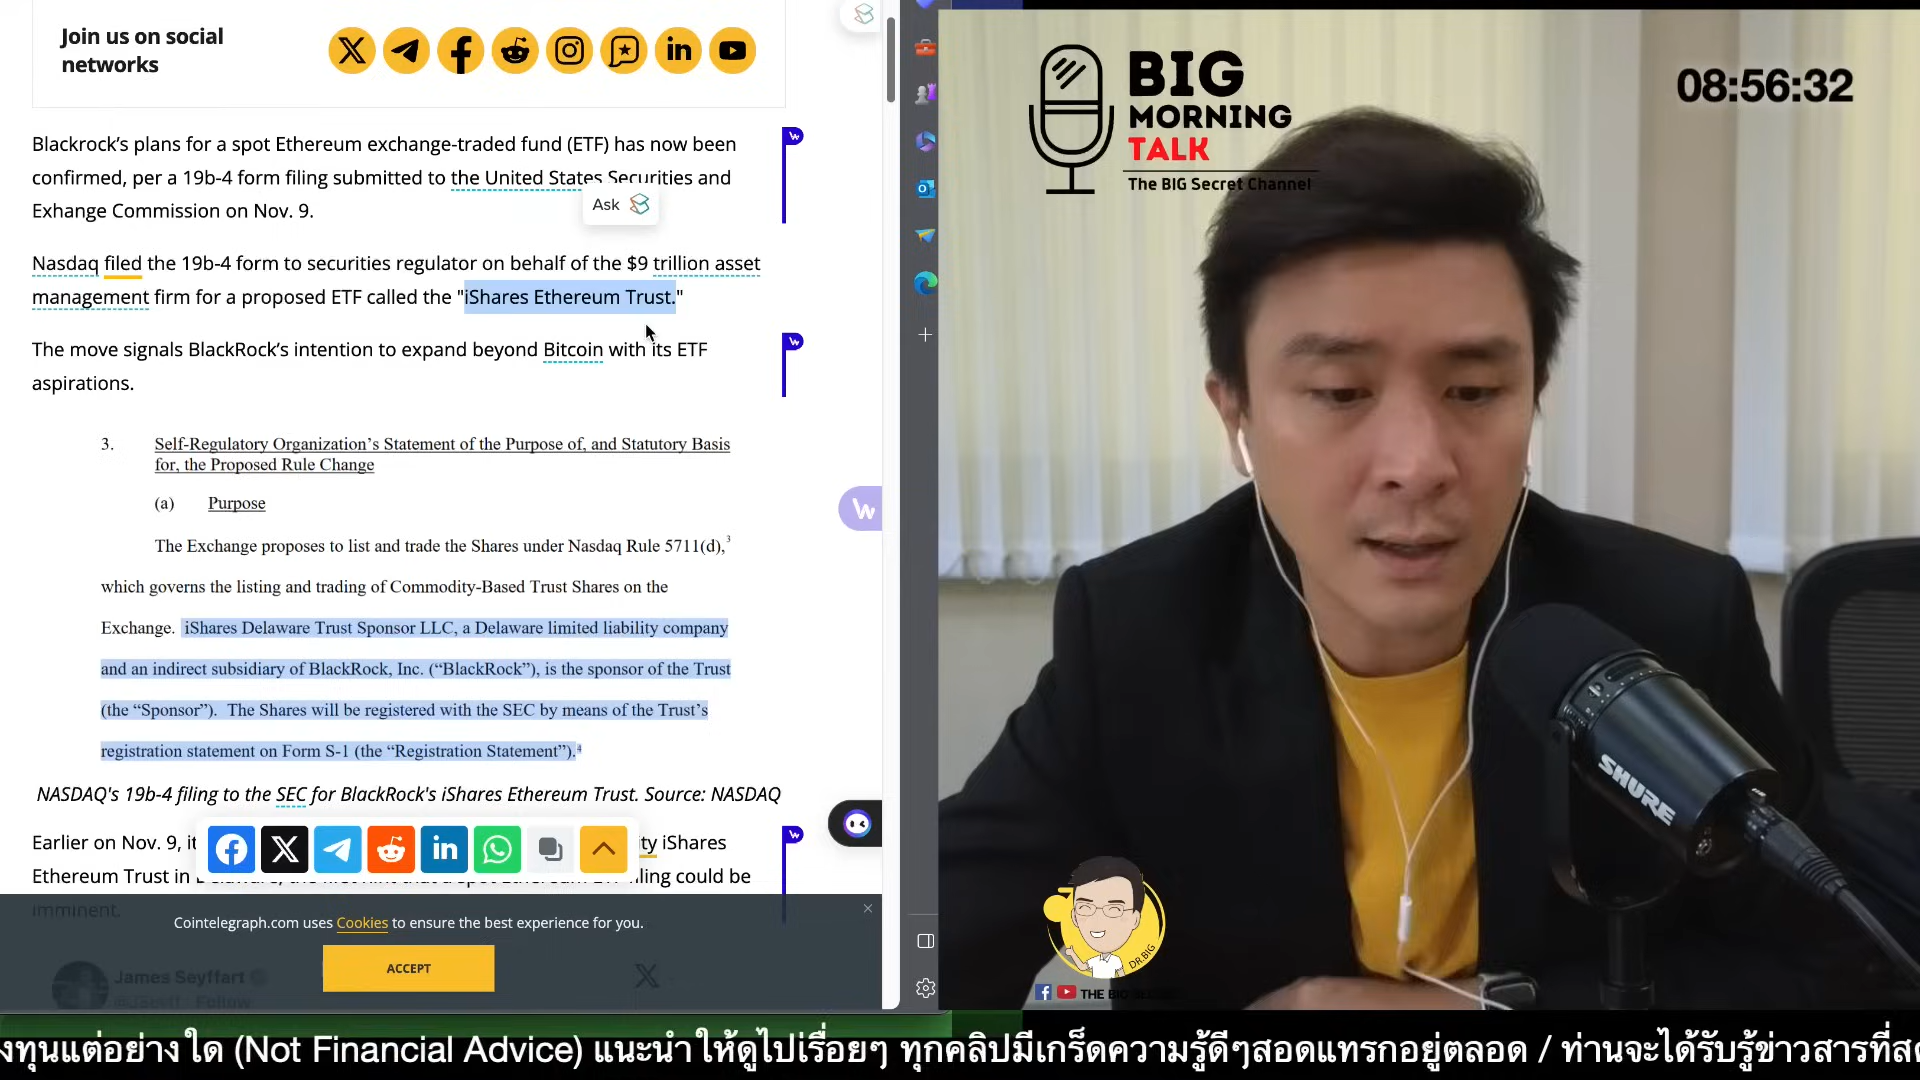 Join us on social
networks
Blackrock’s plans for a spot Ethereum exchange-traded fund (ETF) has now been
confirmed, per a 19b-4 form filing submitted to the United States Securities and
Exhange Commission on Nov. 9.
Ask
Nasdaq filed the 19b-4 form to securities regulator on behalf of the $9 trillion asset
management firm for a proposed ETF called the "iShares Ethereum Trust."
The move signals BlackRock’s intention to expand beyond Bitcoin with its ETF
aspirations.
3. Self-Regulatory Organization’s Statement of the Purpose of, and Statutory Basis
for, the Proposed Rule Change
(a) Purpose
The Exchange proposes to list and trade the Shares under Nasdaq Rule 5711(d),3
which governs the listing and trading of Commodity-Based Trust Shares on the
Exchange. iShares Delaware Trust Sponsor LLC, a Delaware limited liability company
and an indirect subsidiary of BlackRock, Inc. (“BlackRock”), is the sponsor of the Trust
(the “Sponsor”). The Shares will be registered with the SEC by means of the Trust’s
registration statement on Form S-1 (the “Registration Statement”).4
NASDAQ's 19b-4 filing to the SEC for BlackRock's iShares Ethereum Trust. Source: NASDAQ
Earlier on Nov. 9, it
ty iShares
Ethereum Trust in
filing could be
imminent.
Cointelegraph.com uses Cookies to ensure the best experience for you.
ACCEPT
James Seyffart
Follow
BIG
MORNING
TALK
The BIG Secret Channel
08:56:32
SHURE
DR.BIG
THE BIG
งทุนแต่อย่างใด (Not Financial Advice) แนะนำให้ดูไปเรื่อยๆ ทุกคลิปมีเกร็ดความรู้ดีๆสอดแทรกอยู่ตลอด / ท่านจะได้รับรู้ข่าวสารที่ส